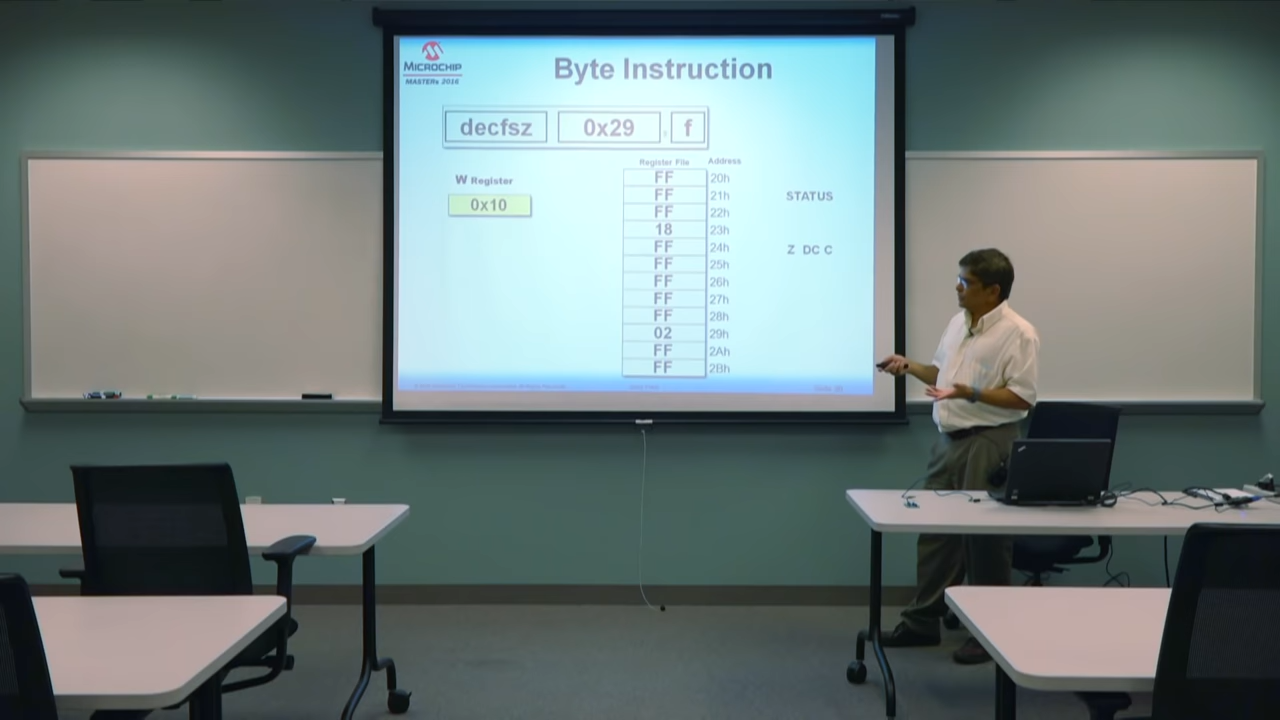 MICROCHIP
MASTERs 2016
Byte Instruction
decfsz 0x29 , f
W Register
0x10
Register File Address
FF 20h
FF 21h
FF 22h
18 23h
FF 24h
FF 25h
FF 26h
FF 27h
FF 28h
02 29h
FF 2Ah
FF 2Bh
STATUS
Z DC C